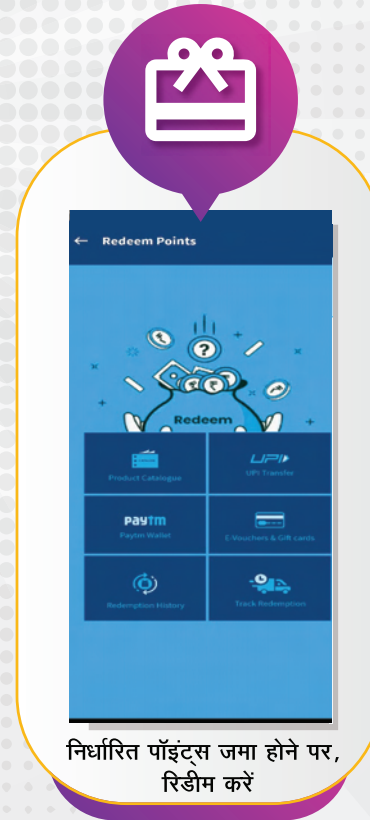 ← Redeem Points
₹ ? ₹
Redeem
Product Catalogue
UPI
UPI Transfer
Paytm
Paytm Wallet
E-Vouchers & Gift cards
Redemption History
Track Redemption
निर्धारित पॉइंट्स जमा होने पर,
रिडीम करें